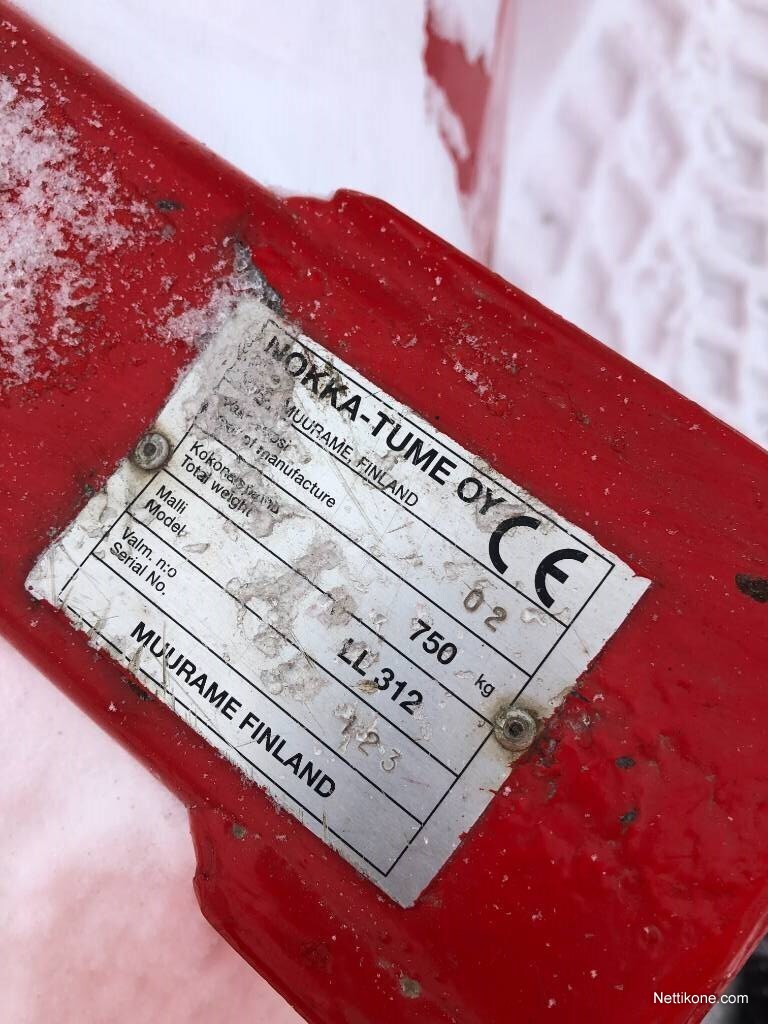 NOKKA-TUME OY
MUURAME, FINLAND
CE
of manufacture
02
Total weight
750 kg
Malli
Model
LL 312
Valm. n:o
Serial No.
123
MUURAME FINLAND
Nettikone.com